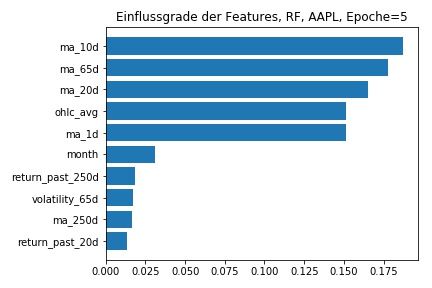 Einflussgrade der Features, RF, AAPL, Epoche=5
ma_10d
ma_65d
ma_20d
ohlc_avg
ma_1d
month
return_past_250d
volatility_65d
ma_250d
return_past_20d
0.000 0.025 0.050 0.075 0.100 0.125 0.150 0.175